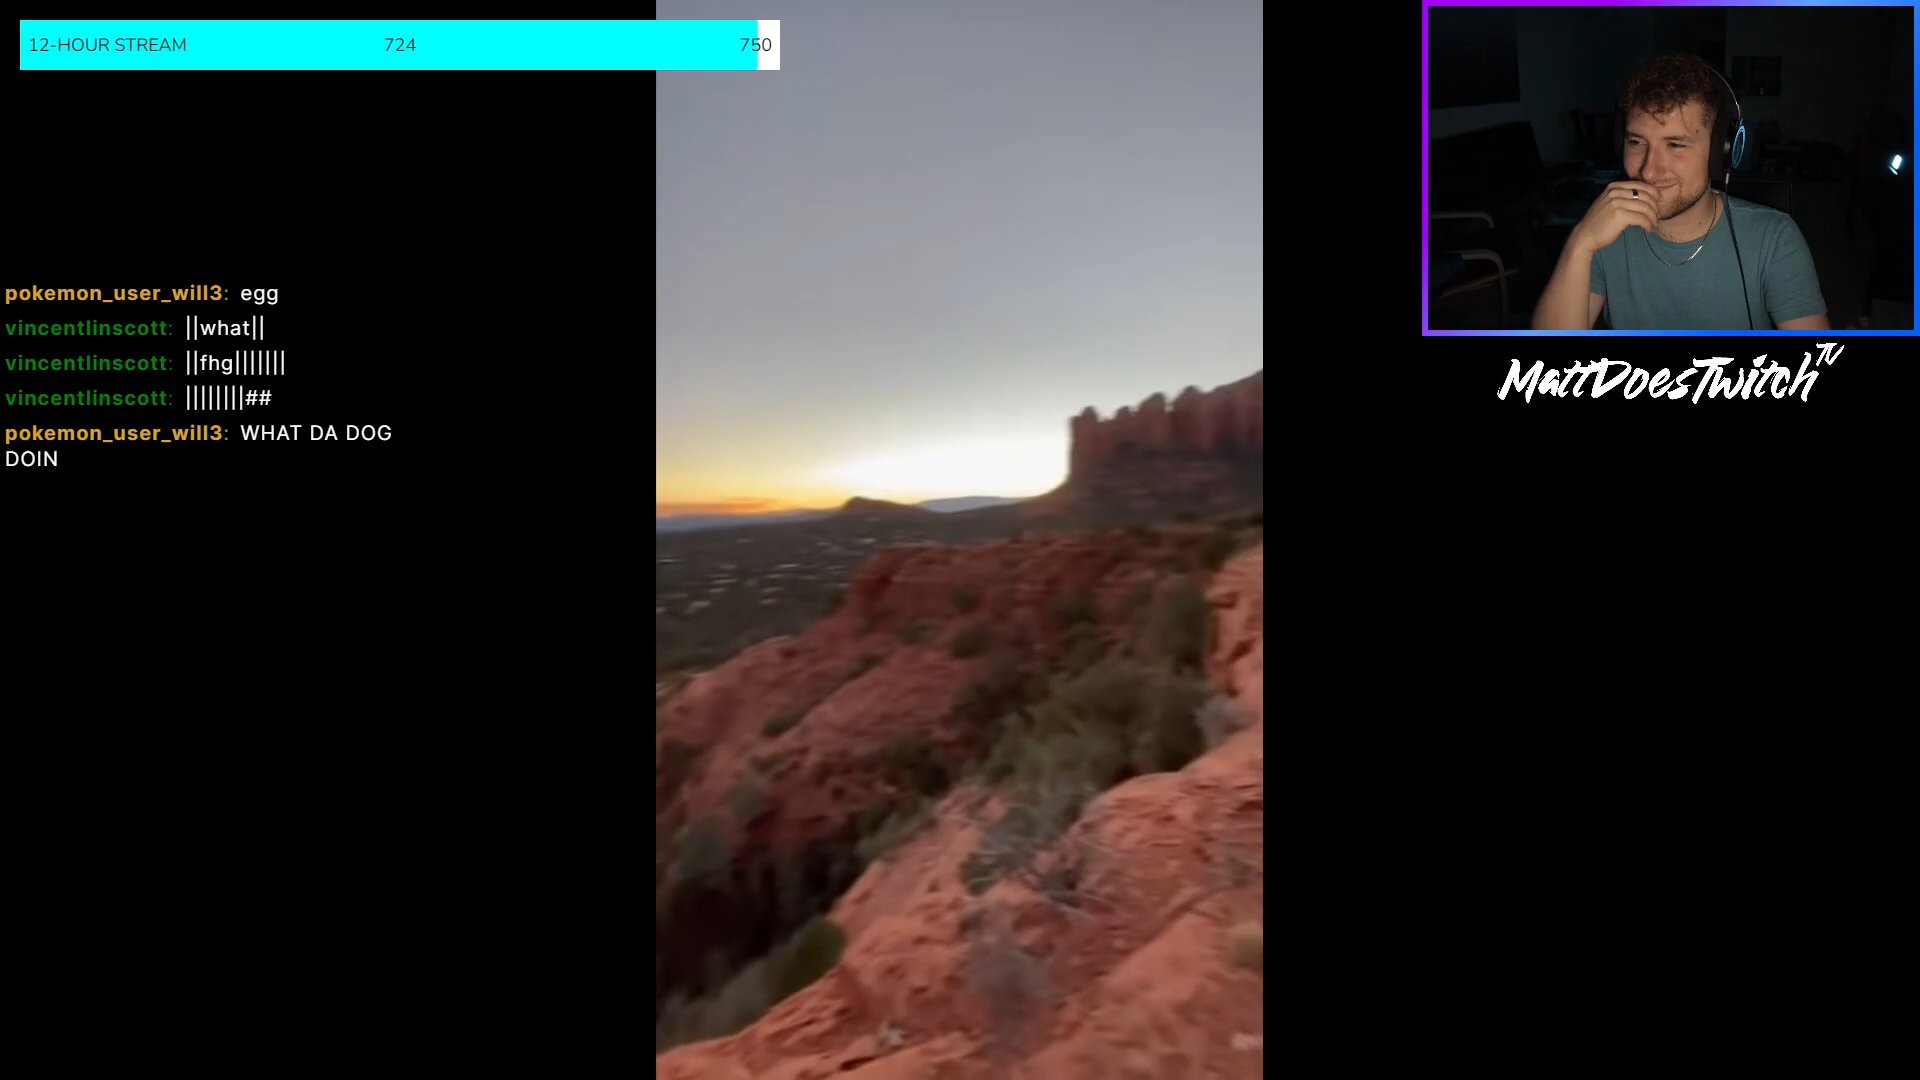 12-HOUR STREAM 724 750
pokemon_user_will3: egg
vincentlinscott: ||what||
vincentlinscott: ||fhg|||||||
vincentlinscott: ||||||||##
pokemon_user_will3: WHAT DA DOG
DOIN
MattDoesTwitchTV